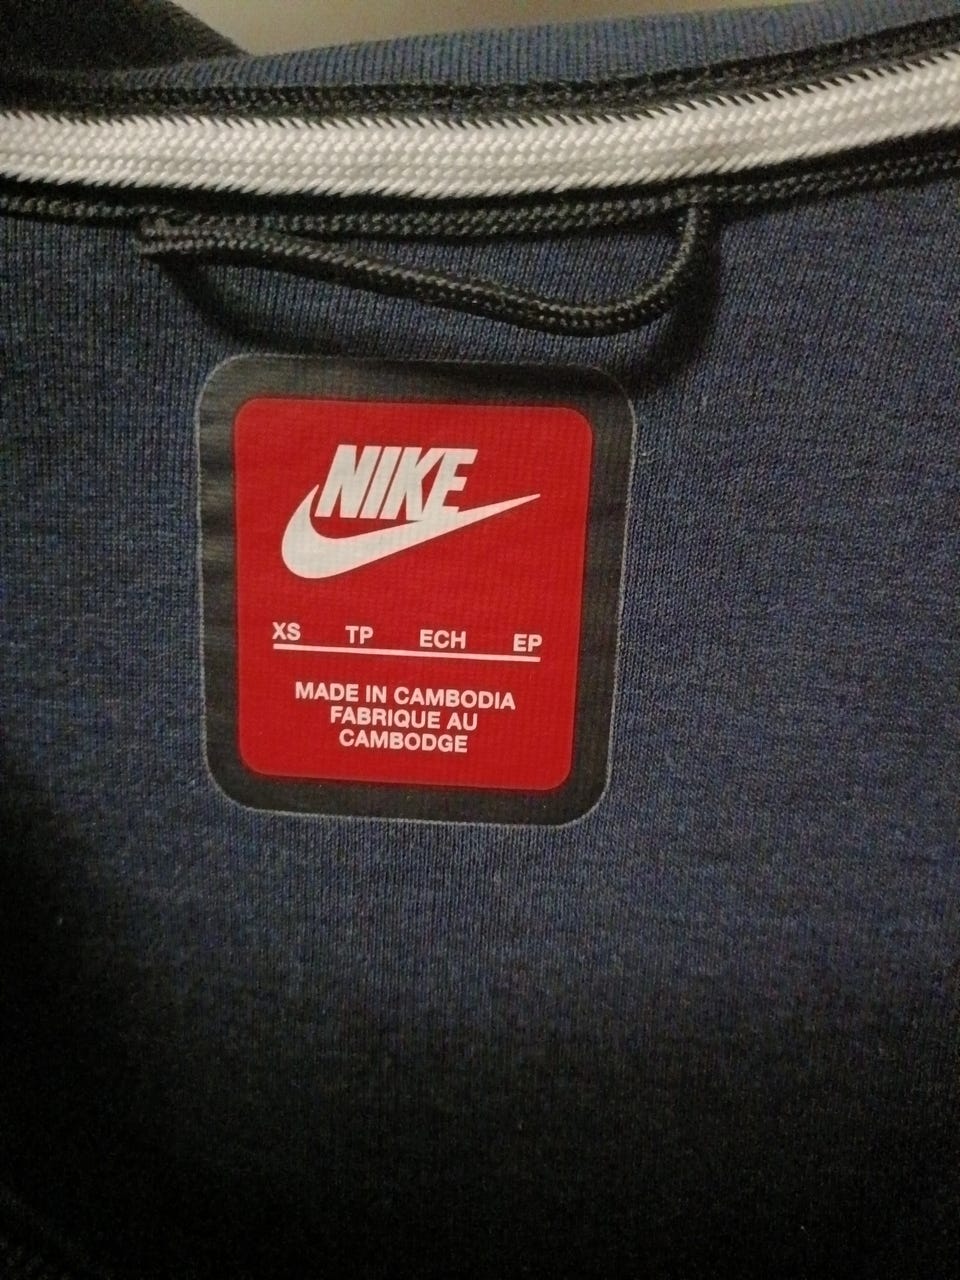 NIKE
XS TP ECH EP
MADE IN CAMBODIA
FABRIQUE AU
CAMBODGE